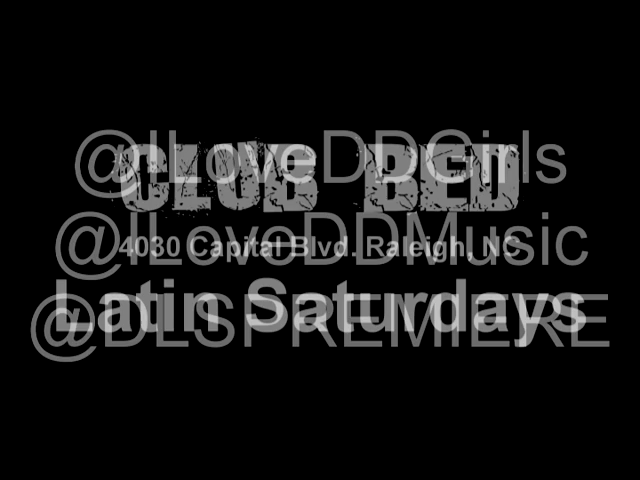 @ILoveDDGirls
CLUB BED
@ILoveDDMusic
4030 Capital Blvd. Raleigh, NC
Latin Saturdays
@DLSPREMIERE